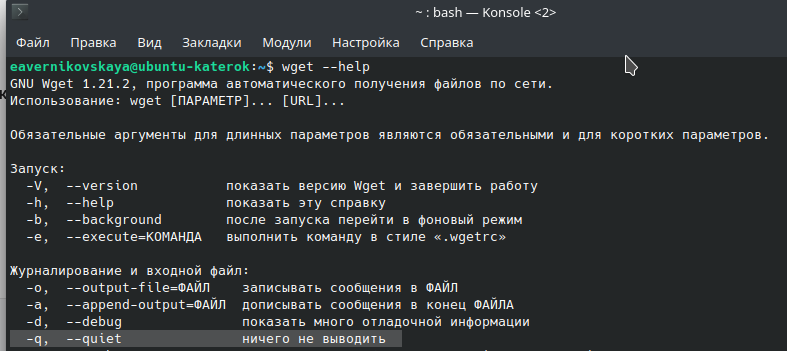 ~ : bash — Konsole <2>
Файл Правка Вид Закладки Модули Настройка Справка
eavernikovskaya@ubuntu-katerok:~$ wget --help
GNU Wget 1.21.2, программа автоматического получения файлов по сети.
Использование: wget [ПАРАМЕТР]... [URL]...
Обязательные аргументы для длинных параметров являются обязательными и для коротких параметров.
Запуск:
-V, --version показать версию Wget и завершить работу
-h, --help показать эту справку
-b, --background после запуска перейти в фоновый режим
-e, --execute=КОМАНДА выполнить команду в стиле «.wgetrc»
Журналирование и входной файл:
-o, --output-file=ФАЙЛ записывать сообщения в ФАЙЛ
-a, --append-output=ФАЙЛ дописывать сообщения в конец ФАЙЛА
-d, --debug показать много отладочной информации
-q, --quiet ничего не выводить